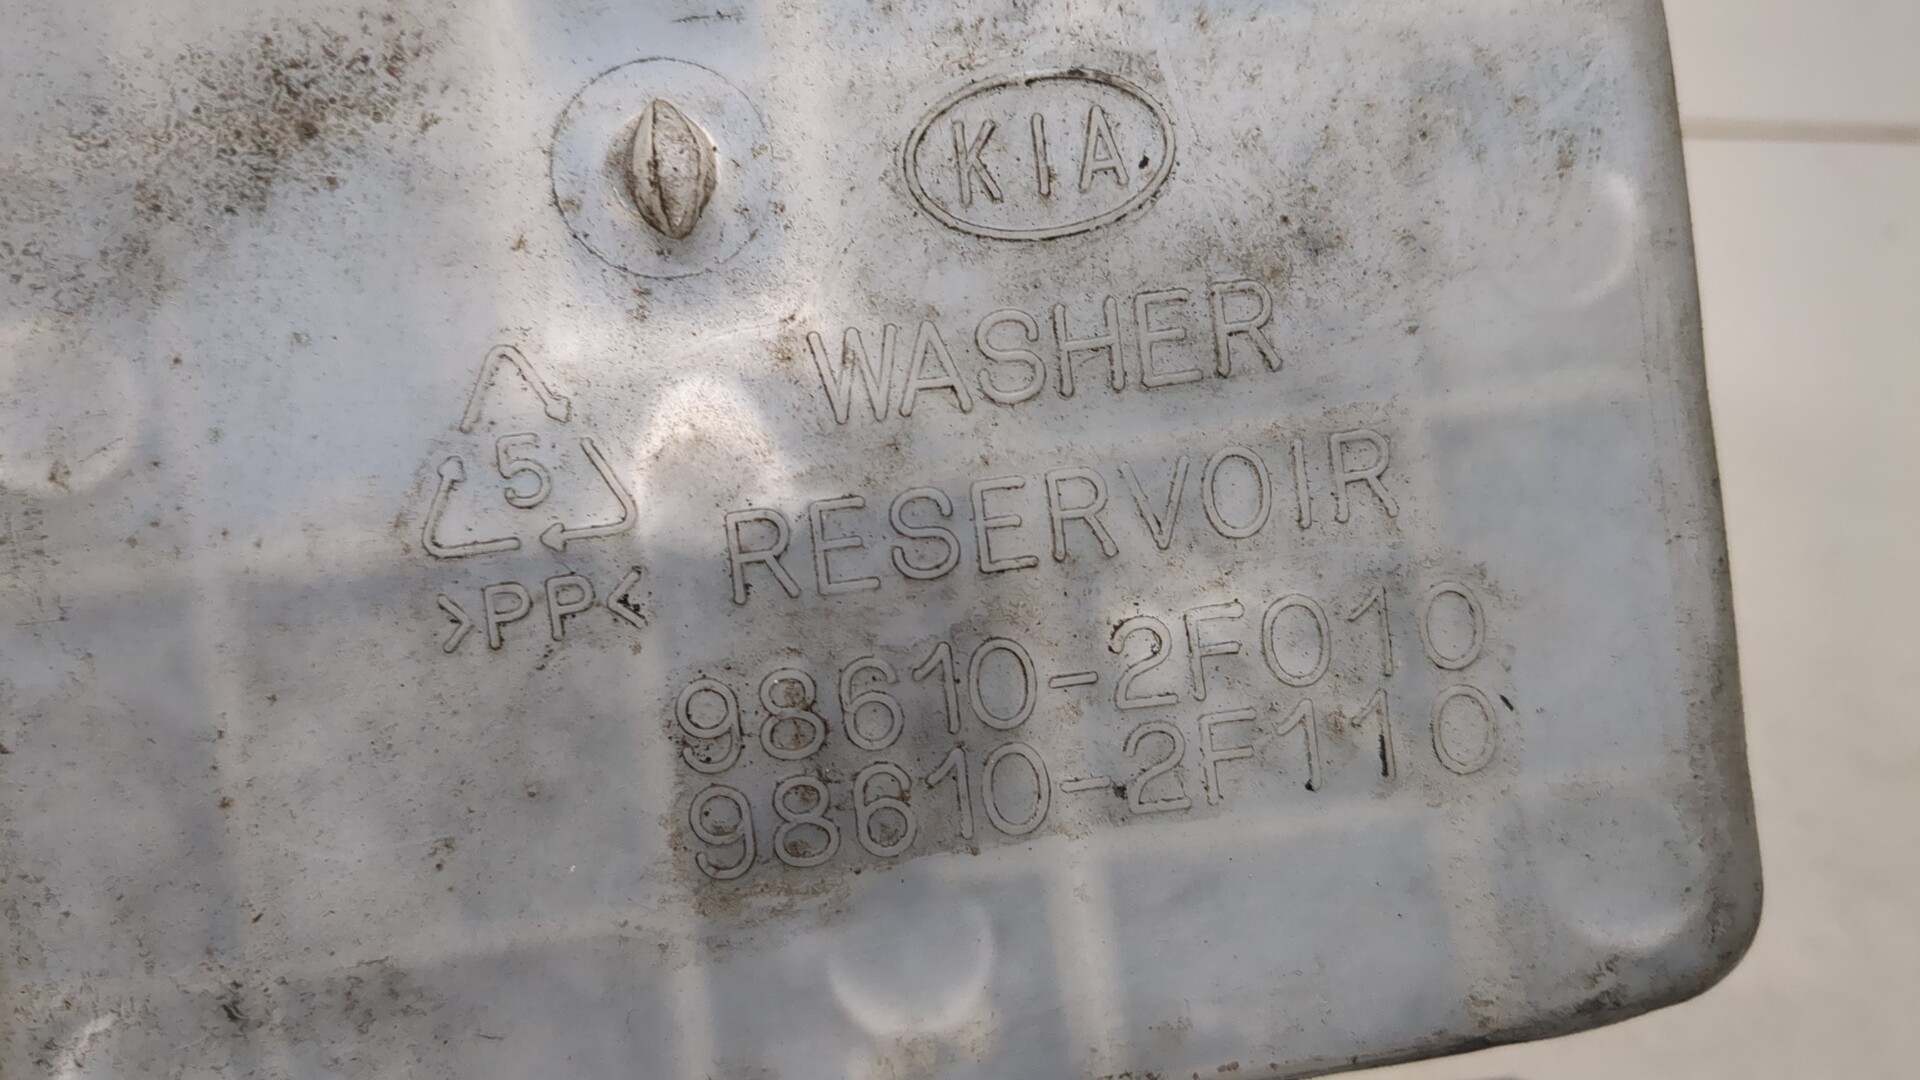 KIA
WASHER
RESERVOIR
5
>PP<
98610-2F010
98610-2F110